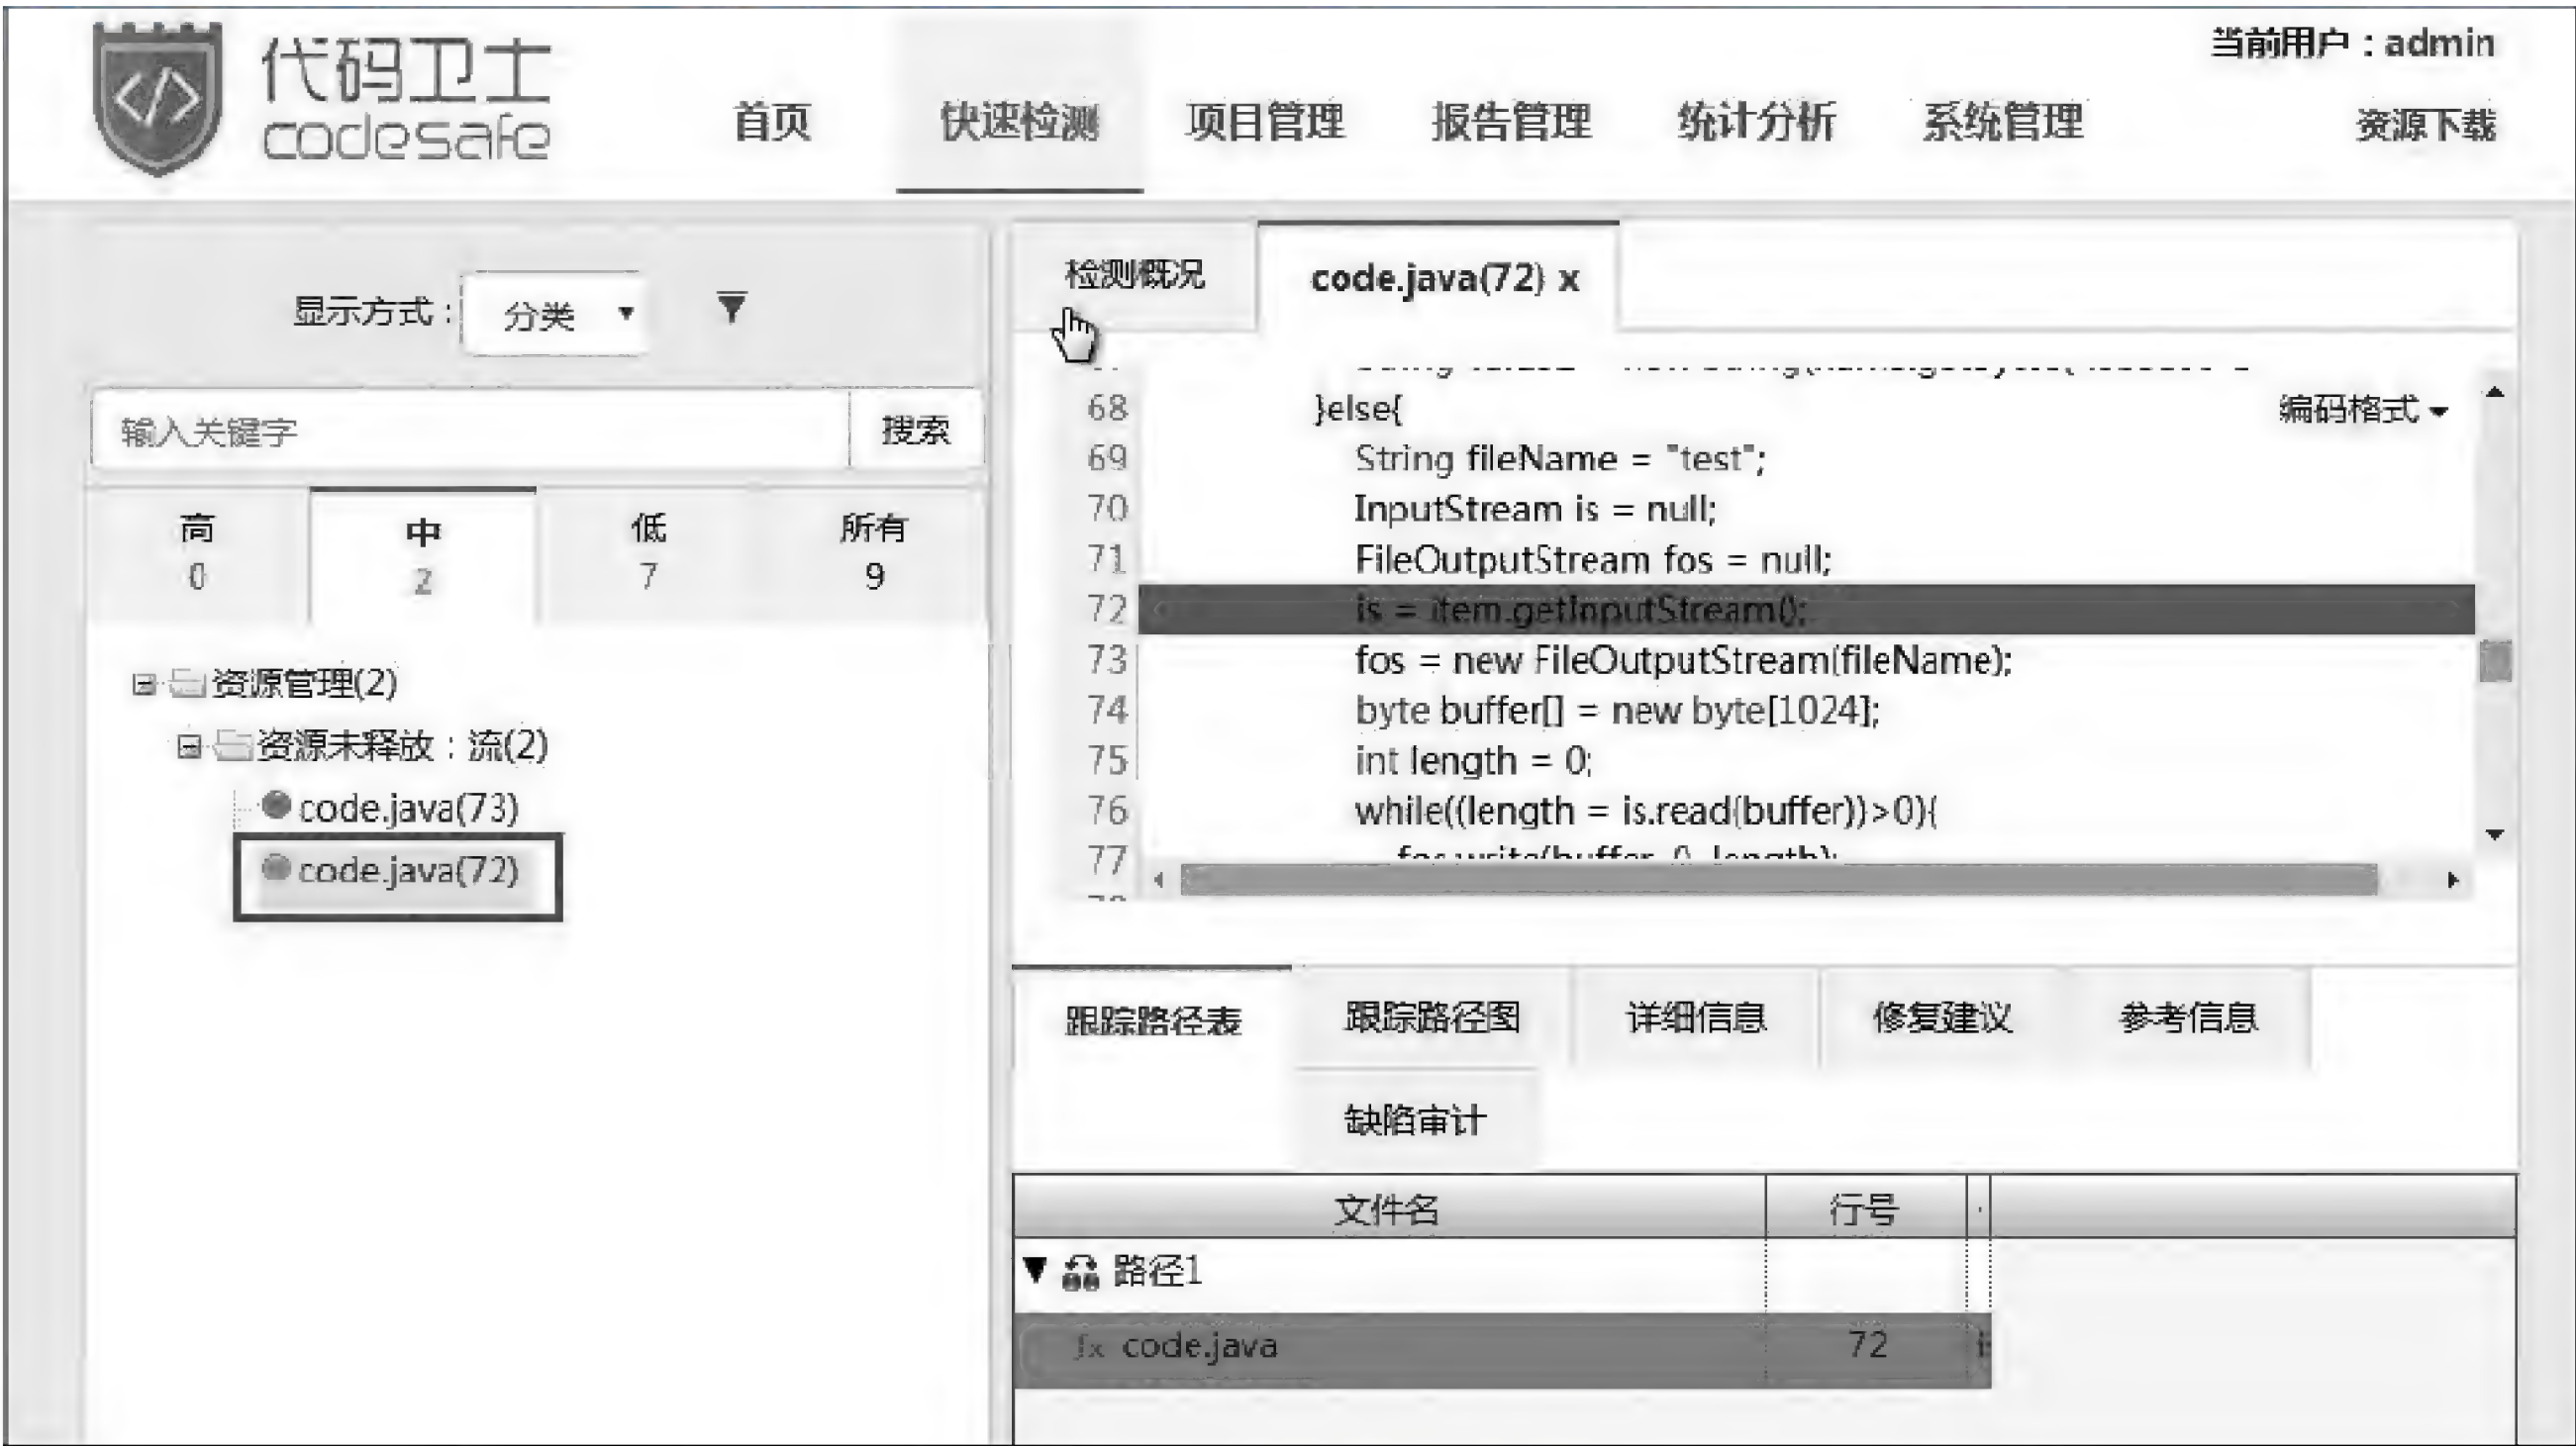 当前用户：admin
代码卫士
codesafe
首页 快速检测 项目管理 报告管理 统计分析 系统管理 资源下载
显示方式： 分类
输入关键字 搜索
高 中 低 所有
0 2 7 9
资源管理(2)
资源未释放：流(2)
code.java(73)
code.java(72)
检测概况 code.java(72) x
编码格式
68 }else{
69 String fileName = "test";
70 InputStream is = null;
71 FileOutputStream fos = null;
72 is = item.getInputStream();
73 fos = new FileOutputStream(fileName);
74 byte buffer[] = new byte[1024];
75 int length = 0;
76 while((length = is.read(buffer))>0){
77 fos.write(buffer, 0, length);
跟踪路径表 跟踪路径图 详细信息 修复建议 参考信息
缺陷审计
文件名 行号
路径1
fx code.java 72